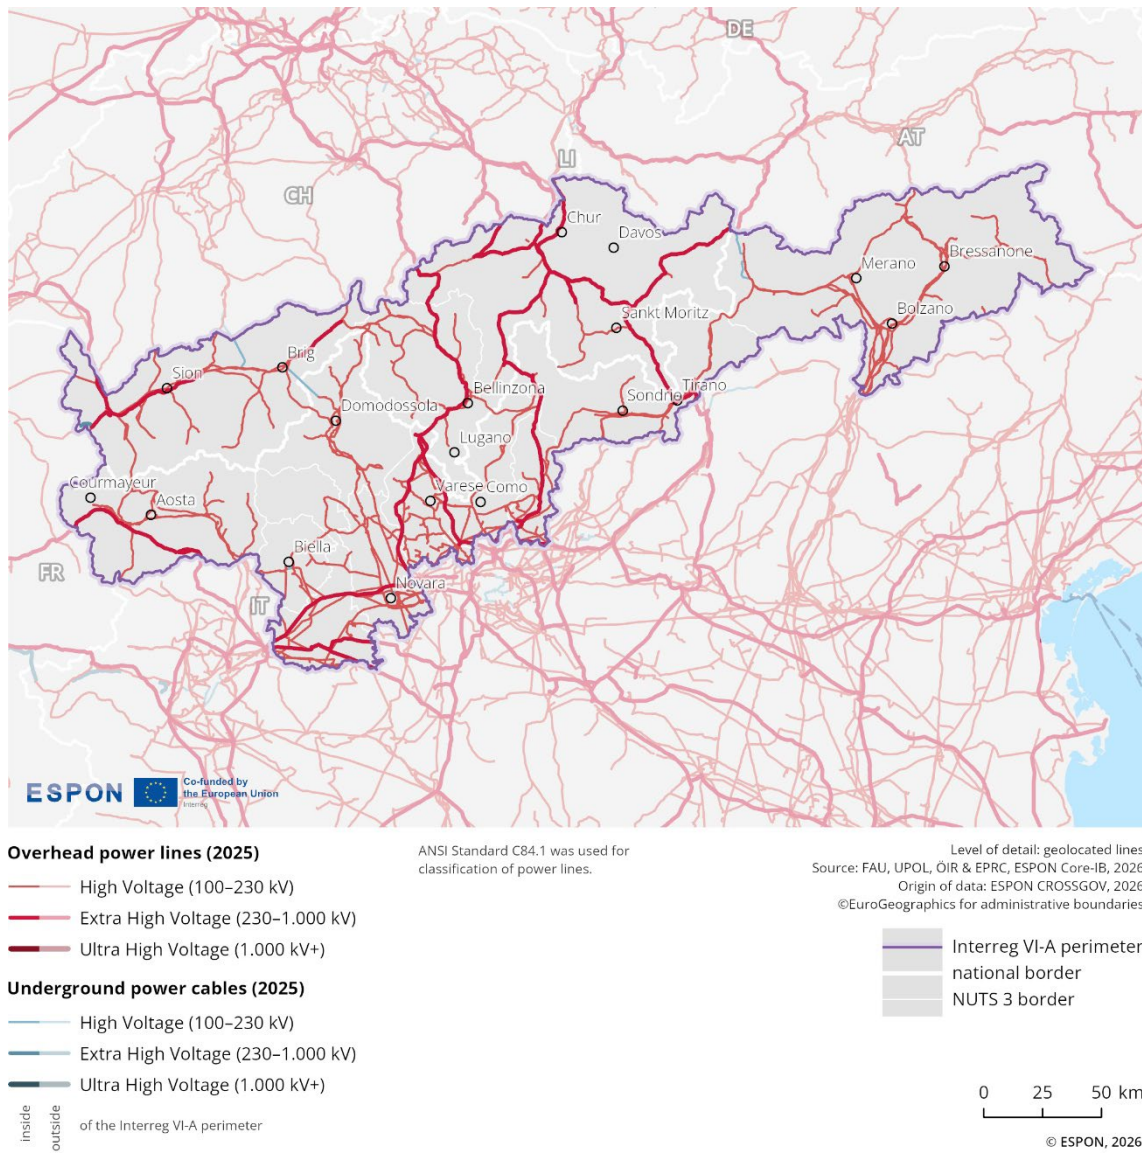 DE
AT
LI
CH
Chur
Davos
Bressanone
Merano
Bolzano
Sankt Moritz
Brig
Sion
Bellinzona
Tirano
Sondrio
Domodossola
Lugano
Courmayeur
Varese
Como
Aosta
Biella
FR
Novara
IT
ESPON
Co-funded by
the European Union
Interreg
Overhead power lines (2025)
High Voltage (100–230 kV)
Extra High Voltage (230–1.000 kV)
Ultra High Voltage (1.000 kV+)
Underground power cables (2025)
High Voltage (100–230 kV)
Extra High Voltage (230–1.000 kV)
Ultra High Voltage (1.000 kV+)
inside
outside
of the Interreg VI-A perimeter
ANSI Standard C84.1 was used for
classification of power lines.
Level of detail: geolocated lines
Source: FAU, UPOL, ÖIR & EPRC, ESPON Core-IB, 2026
Origin of data: ESPON CROSSGOV, 2026
©EuroGeographics for administrative boundaries
Interreg VI-A perimeter
national border
NUTS 3 border
0 25 50 km
© ESPON, 2026